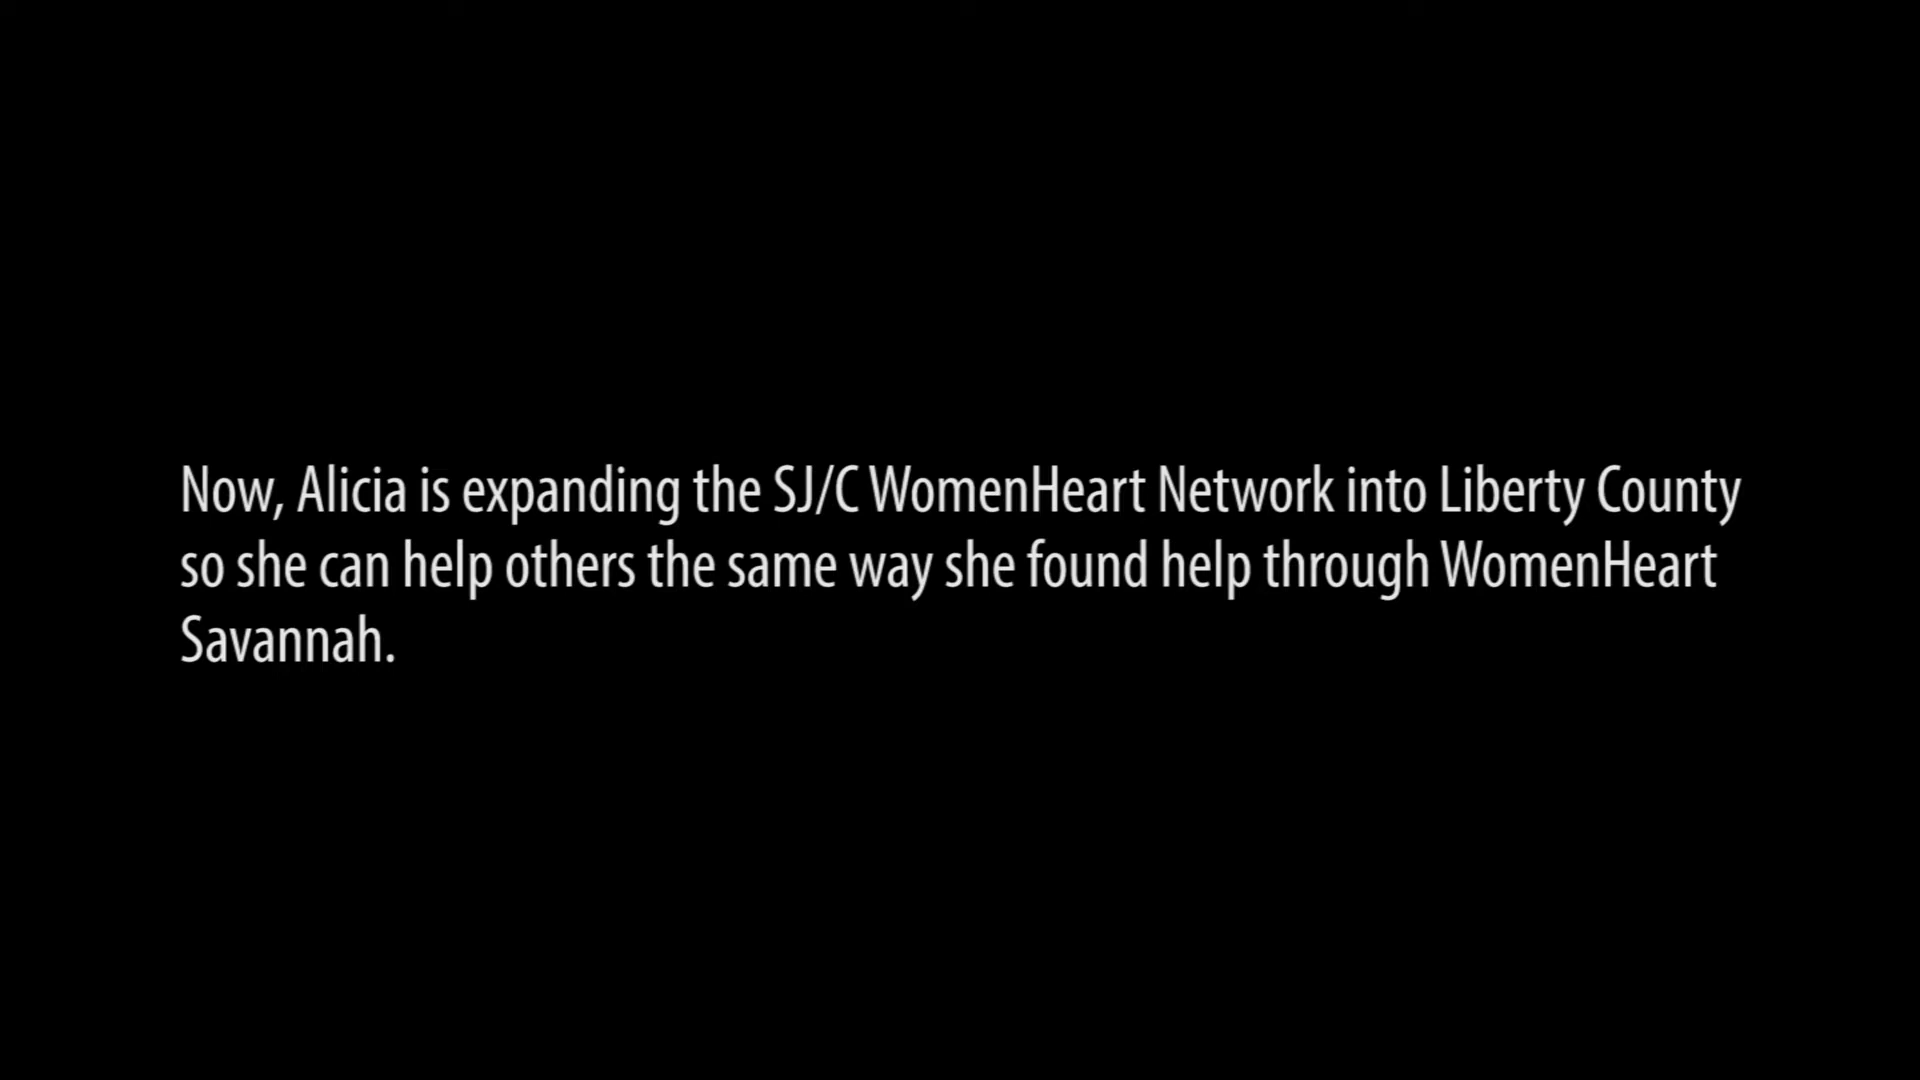 Now, Alicia is expanding the SJ/C WomenHeart Network into Liberty County
so she can help others the same way she found help through WomenHeart
Savannah.